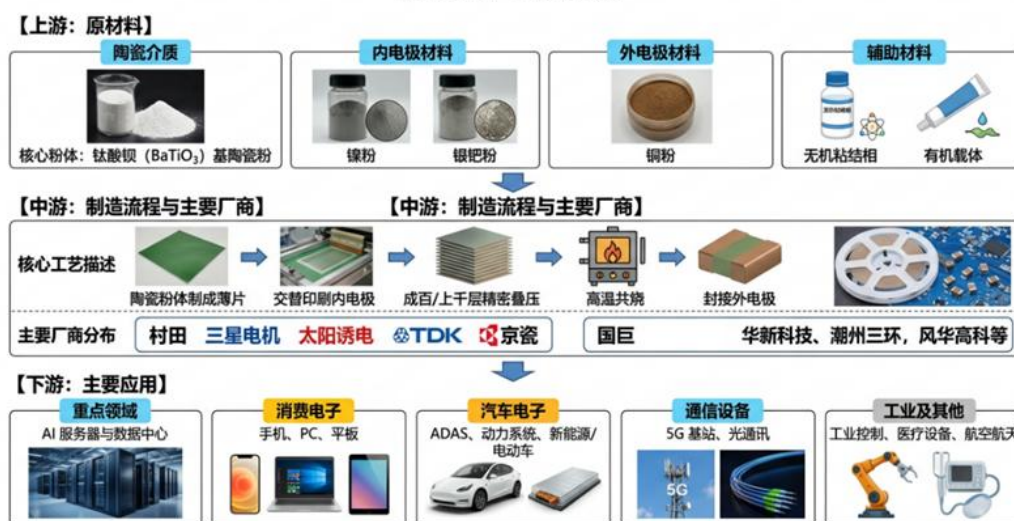 【上游：原材料】
陶瓷介质
内电极材料
外电极材料
辅助材料
核心粉体：钛酸钡（BaTiO₃）基陶瓷粉
镍粉
银钯粉
铜粉
无机粘结相
有机载体
【中游：制造流程与主要厂商】
【中游：制造流程与主要厂商】
核心工艺描述
陶瓷粉体制成薄片
交替印刷内电极
成百/上千层精密叠压
高温共烧
封接外电极
主要厂商分布
村田 三星电机 太阳诱电 TDK 京瓷
国巨 华新科技、潮州三环，风华高科等
【下游：主要应用】
重点领域
AI 服务器与数据中心
消费电子
手机、PC、平板
汽车电子
ADAS、动力系统、新能源/
电动车
通信设备
5G 基站、光通讯
5G
工业及其他
工业控制、医疗设备、航空航天